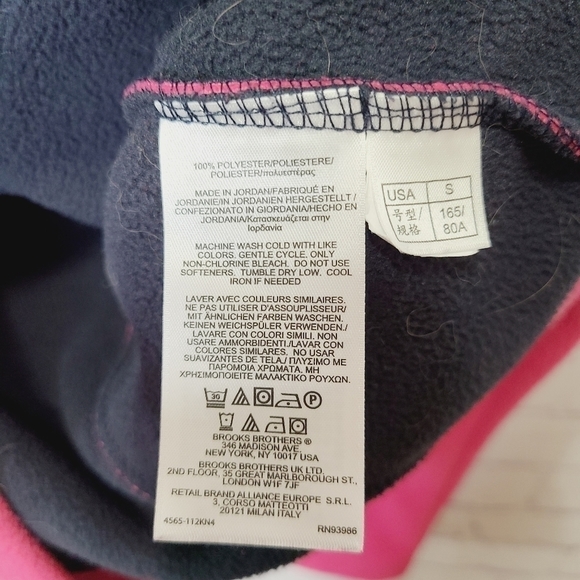 100% POLYESTER/POLIESTERE/
POLIESTER/πολυεστέρας
MADE IN JORDAN/FABRIQUÉ EN
JORDANIE/IN JORDANIEN HERGESTELLT /
CONFEZIONATO IN GIORDANIA/HECHO EN
JORDANIA/Κατασκευάζεται στην
Ιορδανία
MACHINE WASH COLD WITH LIKE
COLORS. GENTLE CYCLE. ONLY
NON-CHLORINE BLEACH. DO NOT USE
SOFTENERS. TUMBLE DRY LOW. COOL
IRON IF NEEDED
LAVER AVEC COULEURS SIMILAIRES.
NE PAS UTILISER D'ASSOUPLISSEUR/
MIT ÄHNLICHEN FARBEN WASCHEN.
KEINEN WEICHSPÜLER VERWENDEN./
LAVARE CON COLORI SIMILI. NON
USARE AMMORBIDENTI./LAVAR CON
COLORES SIMILARES. NO USAR
SUAVIZANTES DE TELA./ ΠΛΥΣΙΜΟ ΜΕ
ΠΑΡΟΜΟΙΑ ΧΡΩΜΑΤΑ. ΜΗ
ΧΡΗΣΙΜΟΠΟΙΕΙΤΕ ΜΑΛΑΚΤΙΚΟ ΡΟΥΧΩΝ.
30 P
BROOKS BROTHERS ®
346 MADISON AVE.
NEW YORK, NY 10017 USA
BROOKS BROTHERS UK LTD
2ND FLOOR, 35 GREAT MARLBOROUGH ST.,
LONDON W1F 7JF
RETAIL BRAND ALLIANCE EUROPE S.R.L.
3, CORSO MATTEOTTI
20121 MILAN ITALY
4565-112KN4 RN93986
USA S
号型/ 165/
规格 80A